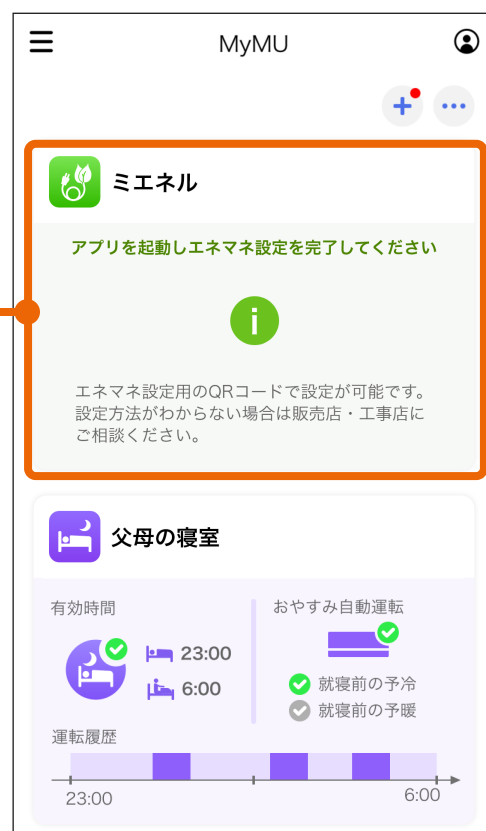 MyMU
ミエネル
アプリを起動しエネマネ設定を完了してください
i
エネマネ設定用のQRコードで設定が可能です。
設定方法がわからない場合は販売店・工事店に
ご相談ください。
父母の寝室
有効時間
23:00
6:00
おやすみ自動運転
就寝前の予冷
就寝前の予暖
運転履歴
23:00
6:00